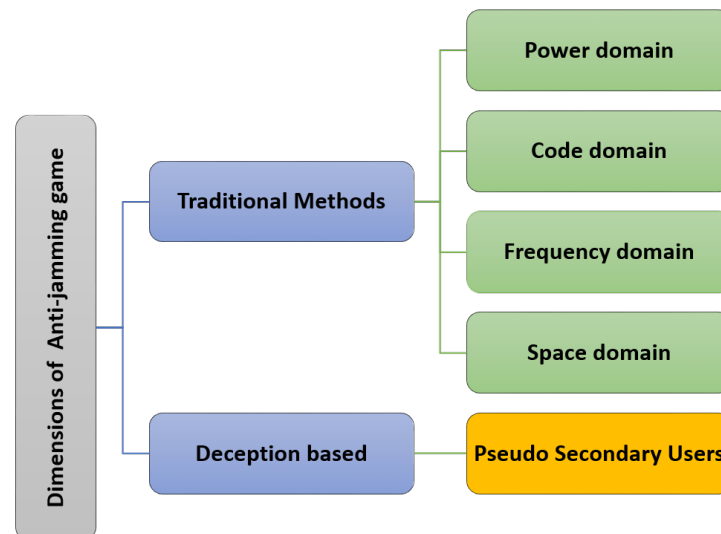 Dimensions of Anti-jamming game
Traditional Methods
Power domain
Code domain
Frequency domain
Space domain
Deception based
Pseudo Secondary Users